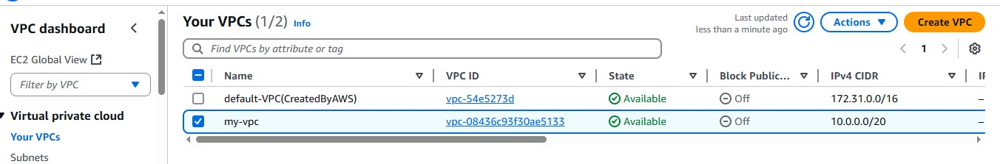 VPC dashboard
EC2 Global View
Filter by VPC
Virtual private cloud
Your VPCs
Subnets
Your VPCs (1/2) Info
Last updated
less than a minute ago
Actions
Create VPC
Find VPCs by attribute or tag
1
Name VPC ID State Block Public... IPv4 CIDR
default-VPC(CreatedByAWS) vpc-54e5273d Available Off 172.31.0.0/16 –
my-vpc vpc-08436c93f30ae5133 Available Off 10.0.0.0/20 –